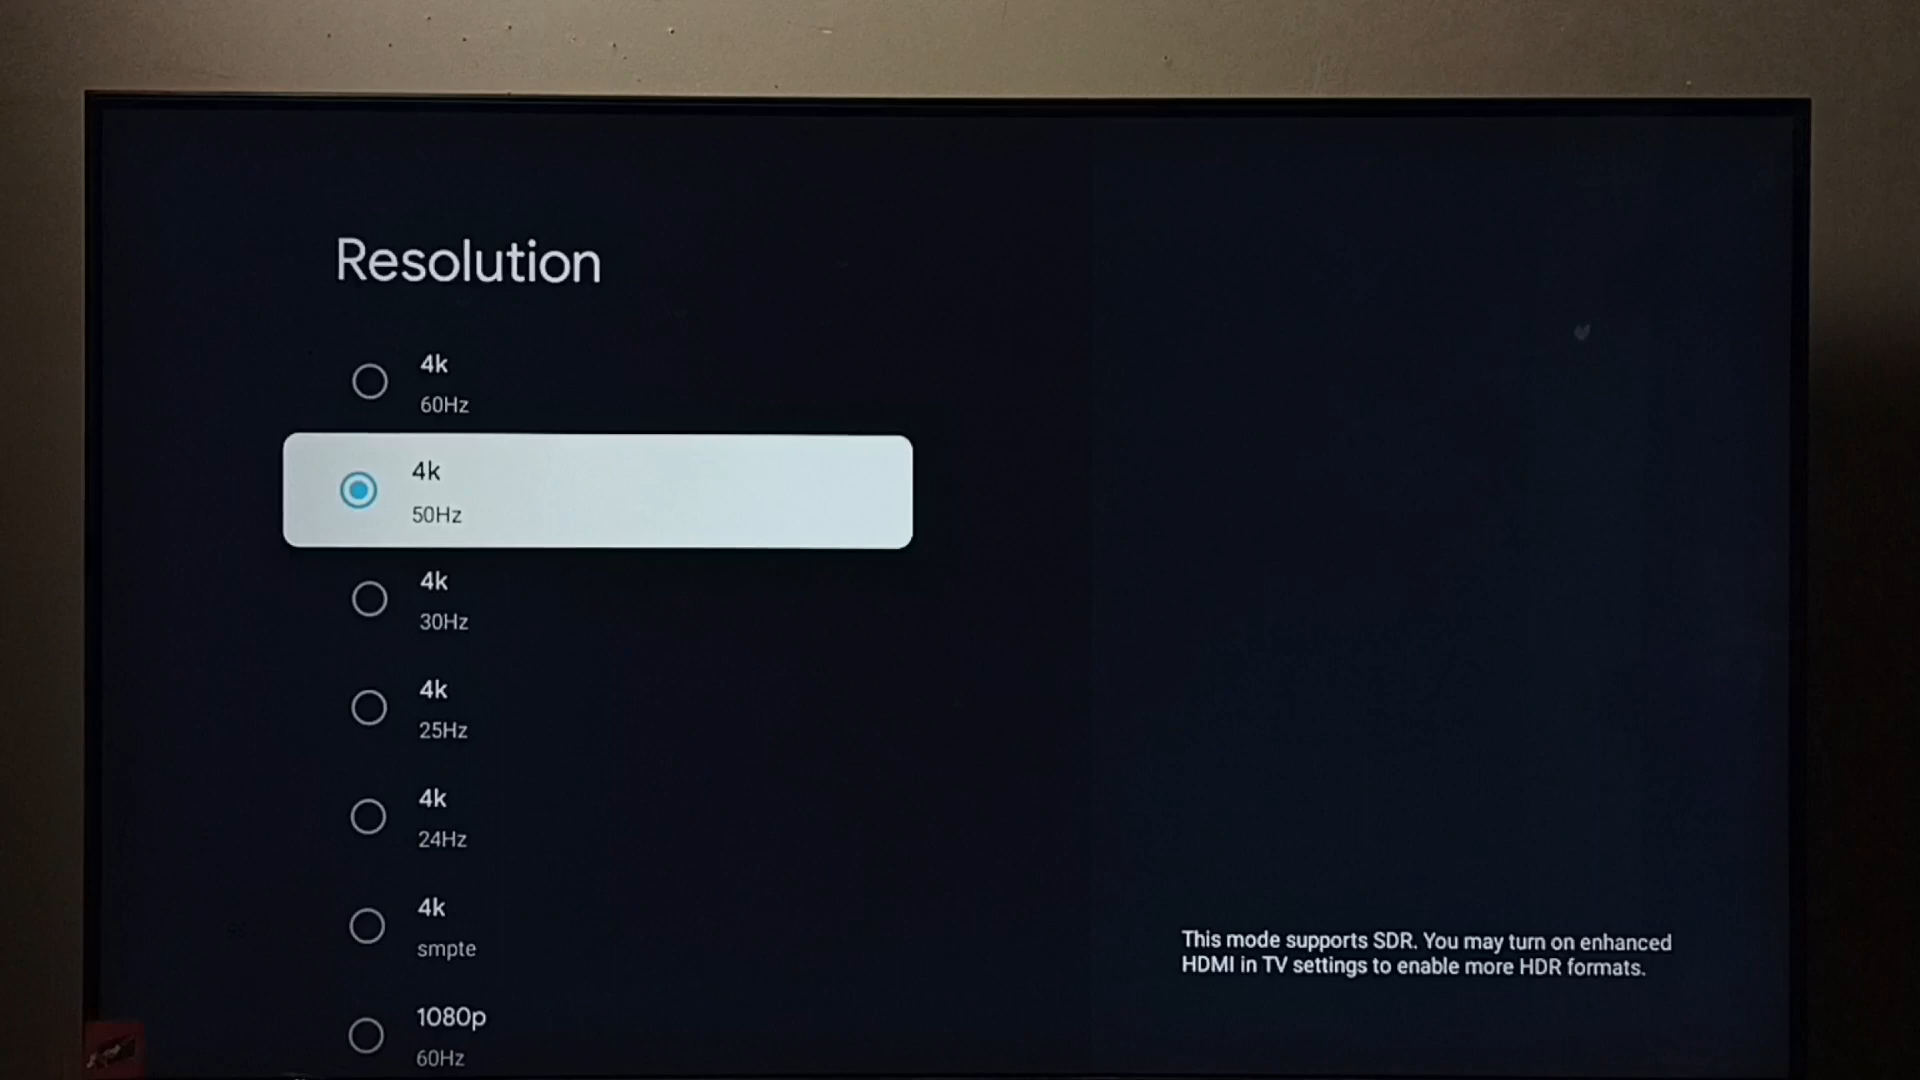 Resolution
4k
60Hz
4k
50Hz
4k
30Hz
4k
25Hz
4k
24Hz
4k
smpte
1080p
60Hz
This mode supports SDR. You may turn on enhanced
HDMI in TV settings to enable more HDR formats.